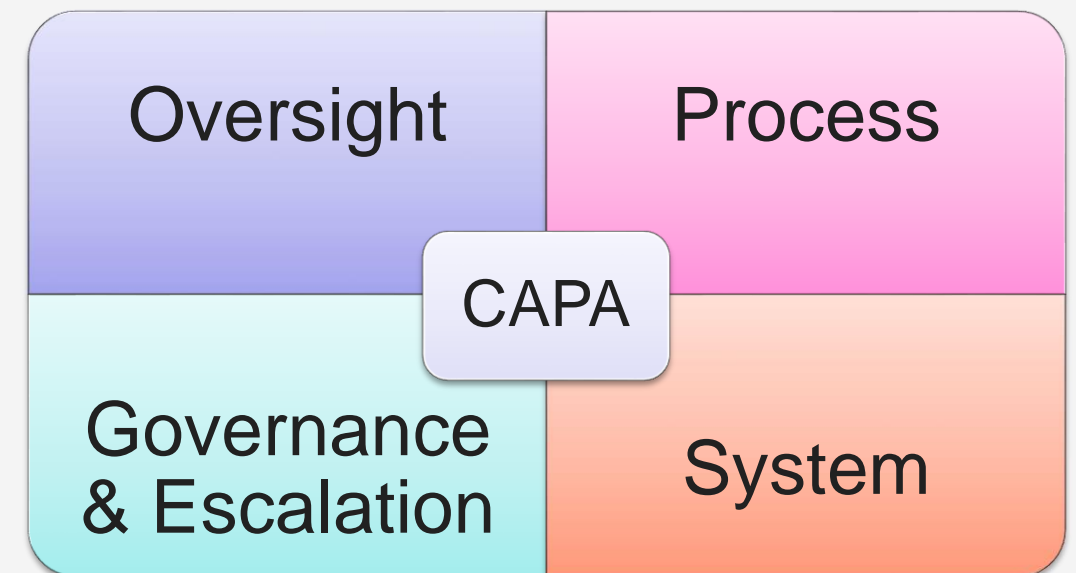 Oversight
Process
CAPA
Governance
& Escalation
System